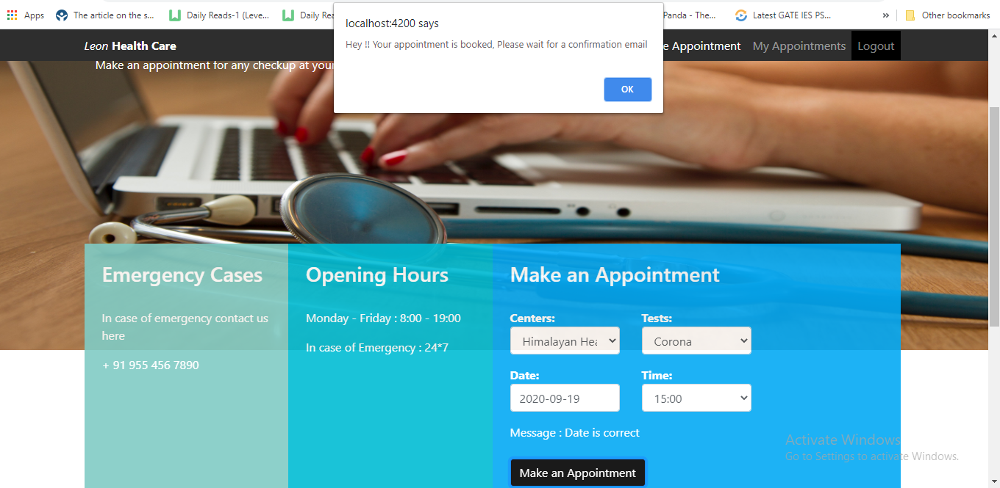 Apps
The article on the s...
Daily Reads-1 (Leve...
Daily Rea
Panda - The...
Latest GATE IES PS...
»
Other bookmarks
localhost:4200 says
Hey !! Your appointment is booked, Please wait for a confirmation email
OK
Leon Health Care
e Appointment
My Appointments
Logout
Make an appointment for any checkup at your
Emergency Cases
In case of emergency contact us
here
+ 91 955 456 7890
Opening Hours
Monday - Friday : 8:00 - 19:00
In case of Emergency : 24*7
Make an Appointment
Centers:
Tests:
Himalayan Hea
Corona
Date:
Time:
2020-09-19
15:00
Message : Date is correct
Make an Appointment
Activate Windows
Go to Settings to activate Windows.